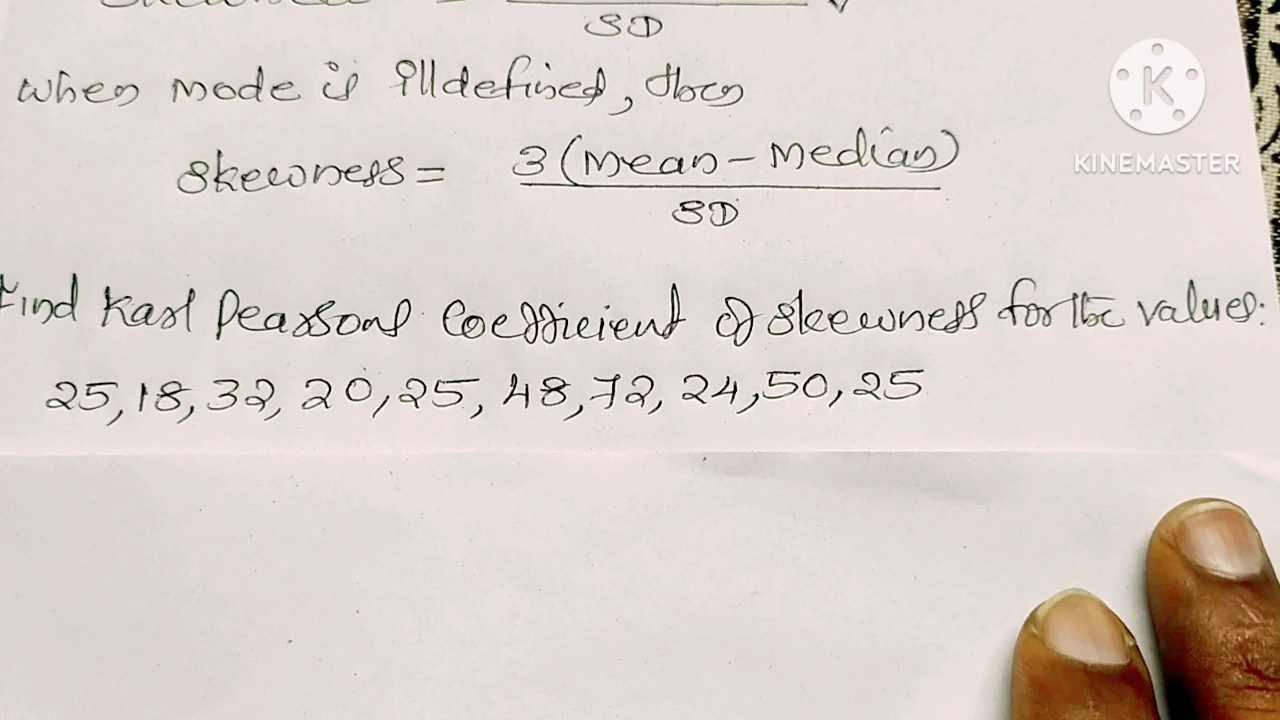 SD
When mode is illdefined, then
K
KINEMASTER
Skewness = 3 (Mean - Median)
SD
Find Karl Pearsons Coefficient of Skewness for the values:
25, 18, 32, 20, 25, 48, 72, 24, 50, 25